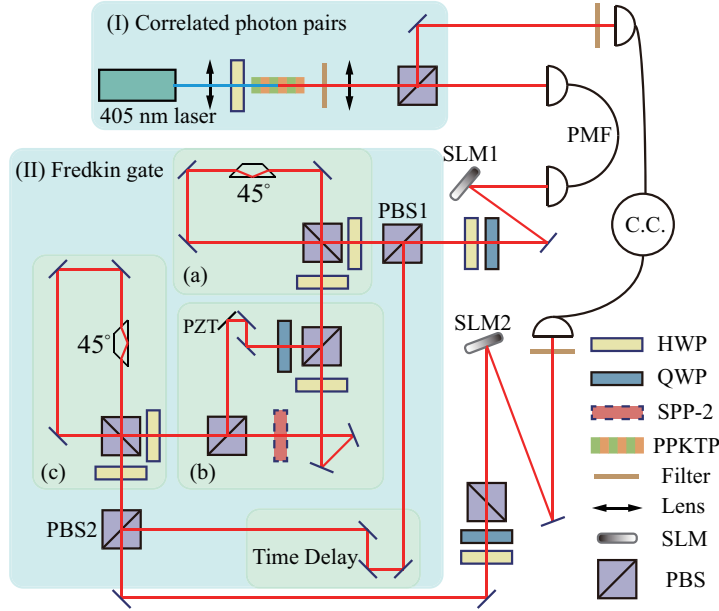 (I) Correlated photon pairs
405 nm laser
PMF
SLM1
(II) Fredkin gate
45°
PBS1
C.C.
(a)
PZT
SLM2
45°
HWP
QWP
SPP-2
(c)
(b)
PPKTP
Filter
PBS2
Lens
Time Delay
SLM
PBS